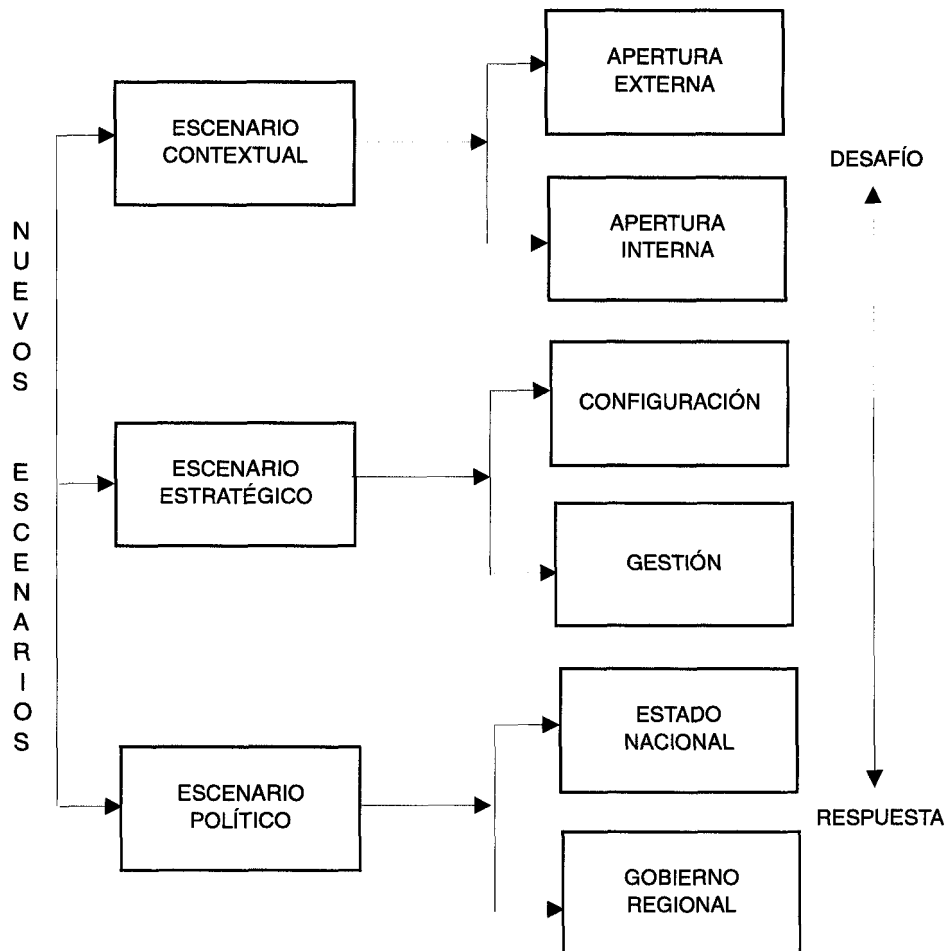 NUEVOS ESCENARIOS
ESCENARIO
CONTEXTUAL
APERTURA
EXTERNA
APERTURA
INTERNA
ESCENARIO
ESTRATÉGICO
CONFIGURACIÓN
GESTIÓN
ESCENARIO
POLÍTICO
ESTADO
NACIONAL
GOBIERNO
REGIONAL
DESAFÍO
RESPUESTA